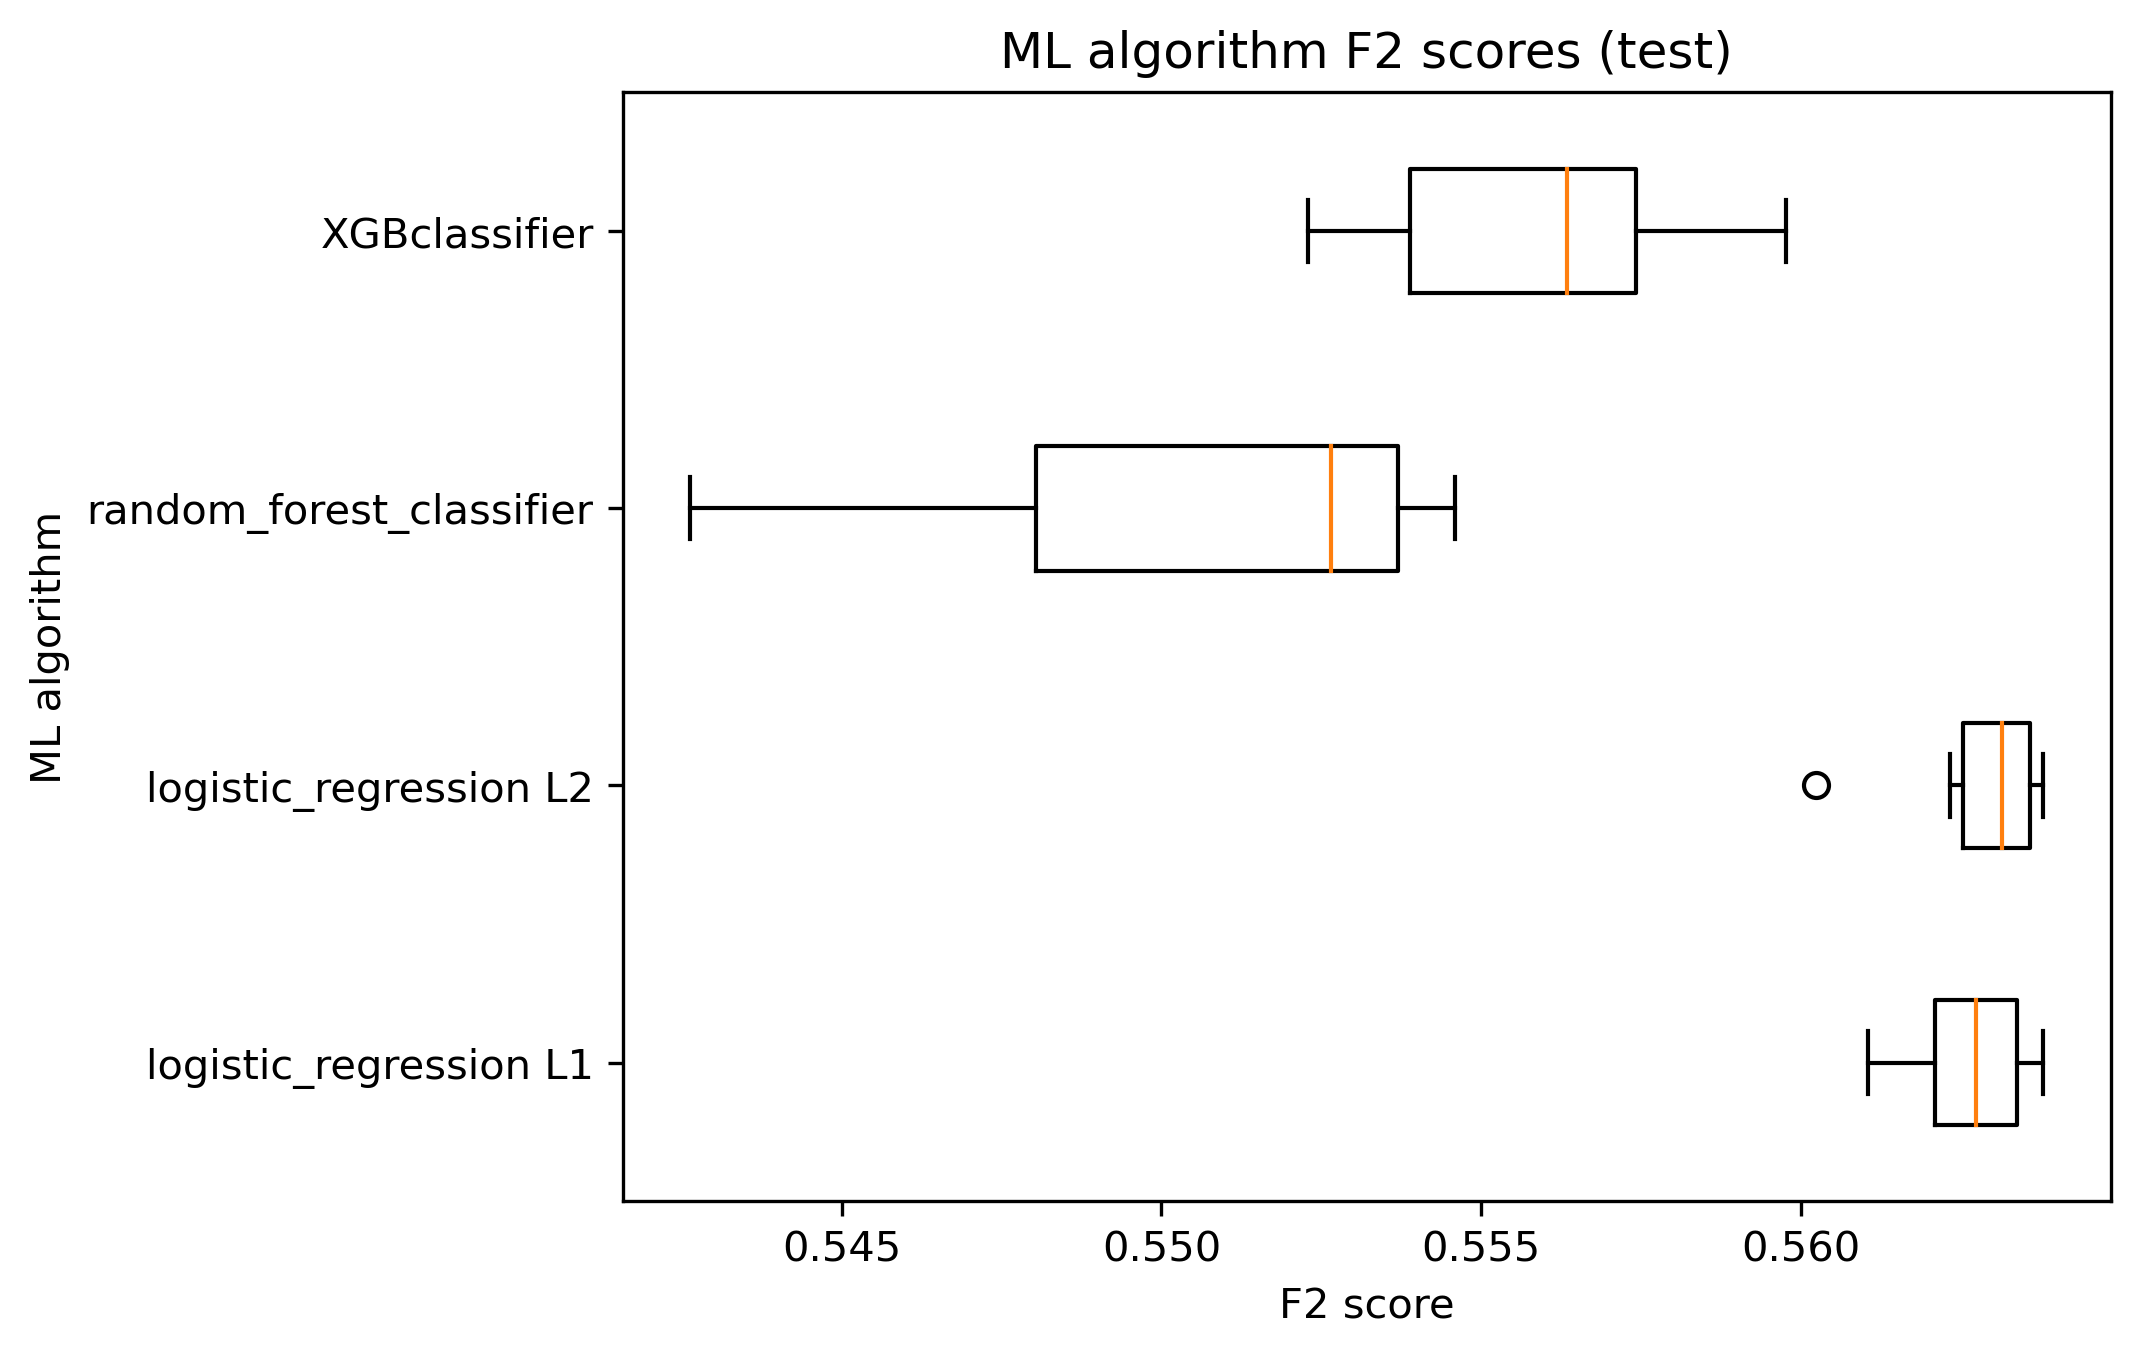 ML algorithm F2 scores (test)
XGBclassifier
random_forest_classifier
logistic_regression L2
logistic_regression L1
ML algorithm
0.545 0.550 0.555 0.560
F2 score